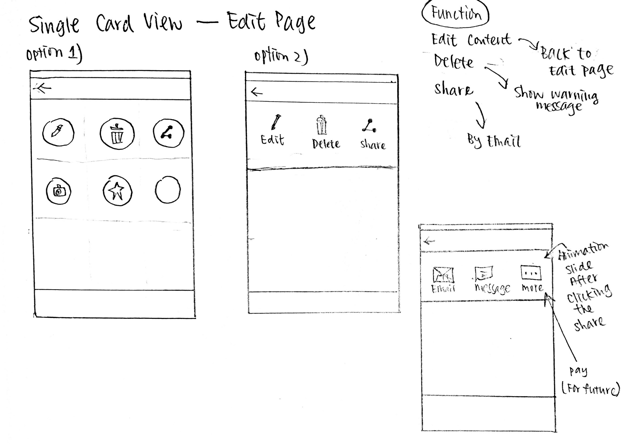 Single Card View — Edit Page
option 1)
option 2)
Edit
Delete
share
Function
Edit Content
Back to
Edit page
Delete
Show warning
message
share
By Email
Email
message
more
Animation
slide
After
clicking
the
share
pay
(For future)